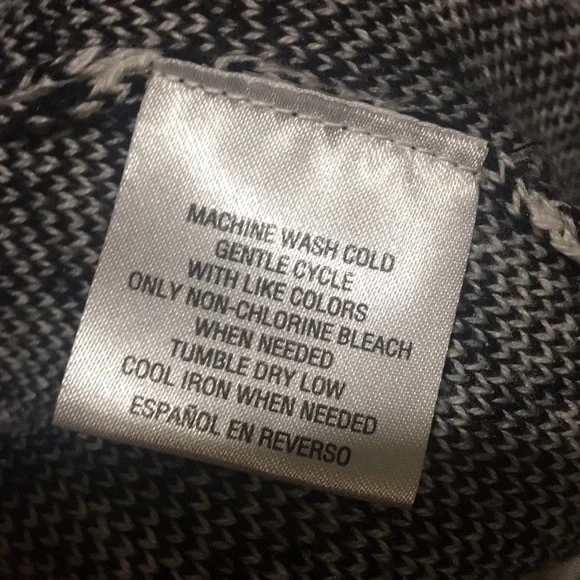 MACHINE WASH COLD
GENTLE CYCLE
WITH LIKE COLORS
ONLY NON-CHLORINE BLEACH
WHEN NEEDED
TUMBLE DRY LOW
COOL IRON WHEN NEEDED
ESPAÑOL EN REVERSO